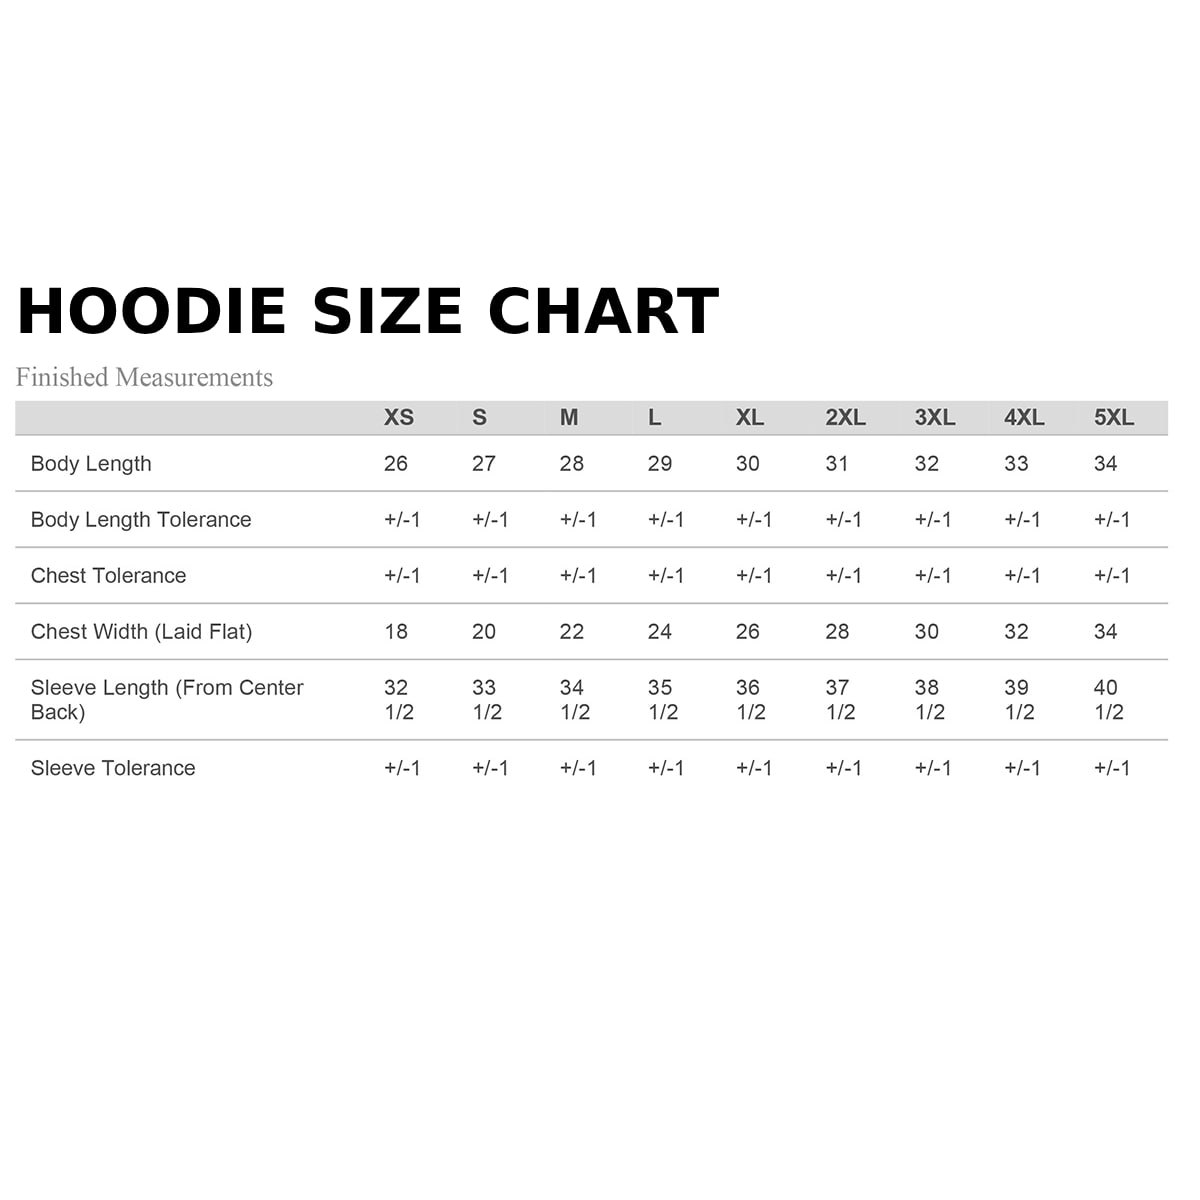 HOODIE SIZE CHART
Finished Measurements
XS S M L XL 2XL 3XL 4XL 5XL
Body Length 26 27 28 29 30 31 32 33 34
Body Length Tolerance +/-1 +/-1 +/-1 +/-1 +/-1 +/-1 +/-1 +/-1 +/-1
Chest Tolerance +/-1 +/-1 +/-1 +/-1 +/-1 +/-1 +/-1 +/-1 +/-1
Chest Width (Laid Flat) 18 20 22 24 26 28 30 32 34
Sleeve Length (From Center 32 33 34 35 36 37 38 39 40
Back) 1/2 1/2 1/2 1/2 1/2 1/2 1/2 1/2 1/2
Sleeve Tolerance +/-1 +/-1 +/-1 +/-1 +/-1 +/-1 +/-1 +/-1 +/-1